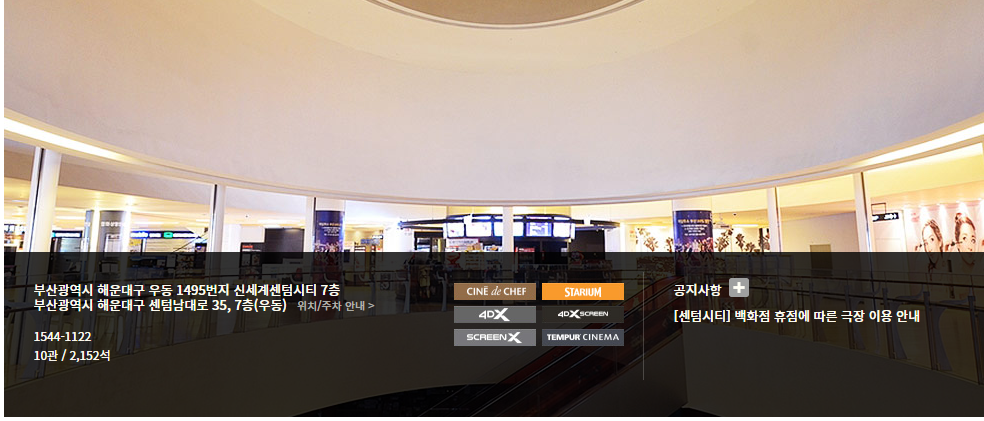 부산광역시 해운대구 우동 1495번지 신세계센텀시티 7층
부산광역시 해운대구 센텀남대로 35, 7층(우동) 위치/주차 안내 >
1544-1122
10관 / 2,152석
CINÉ de CHEF
STARIUM
4DX
4DX SCREEN
SCREEN X
TEMPUR CINEMA
공지사항 +
[센텀시티] 백화점 휴점에 따른 극장 이용 안내